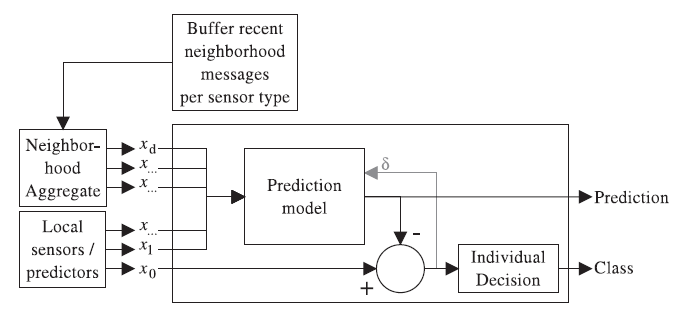 Buffer recent
neighborhood
messages
per sensor type
Neighbor-
hood
Aggregate
x_d
x_...
x_...
Local
sensors /
predictors
x_...
x_1
x_0
Prediction
model
δ
-
+
Individual
Decision
Prediction
Class